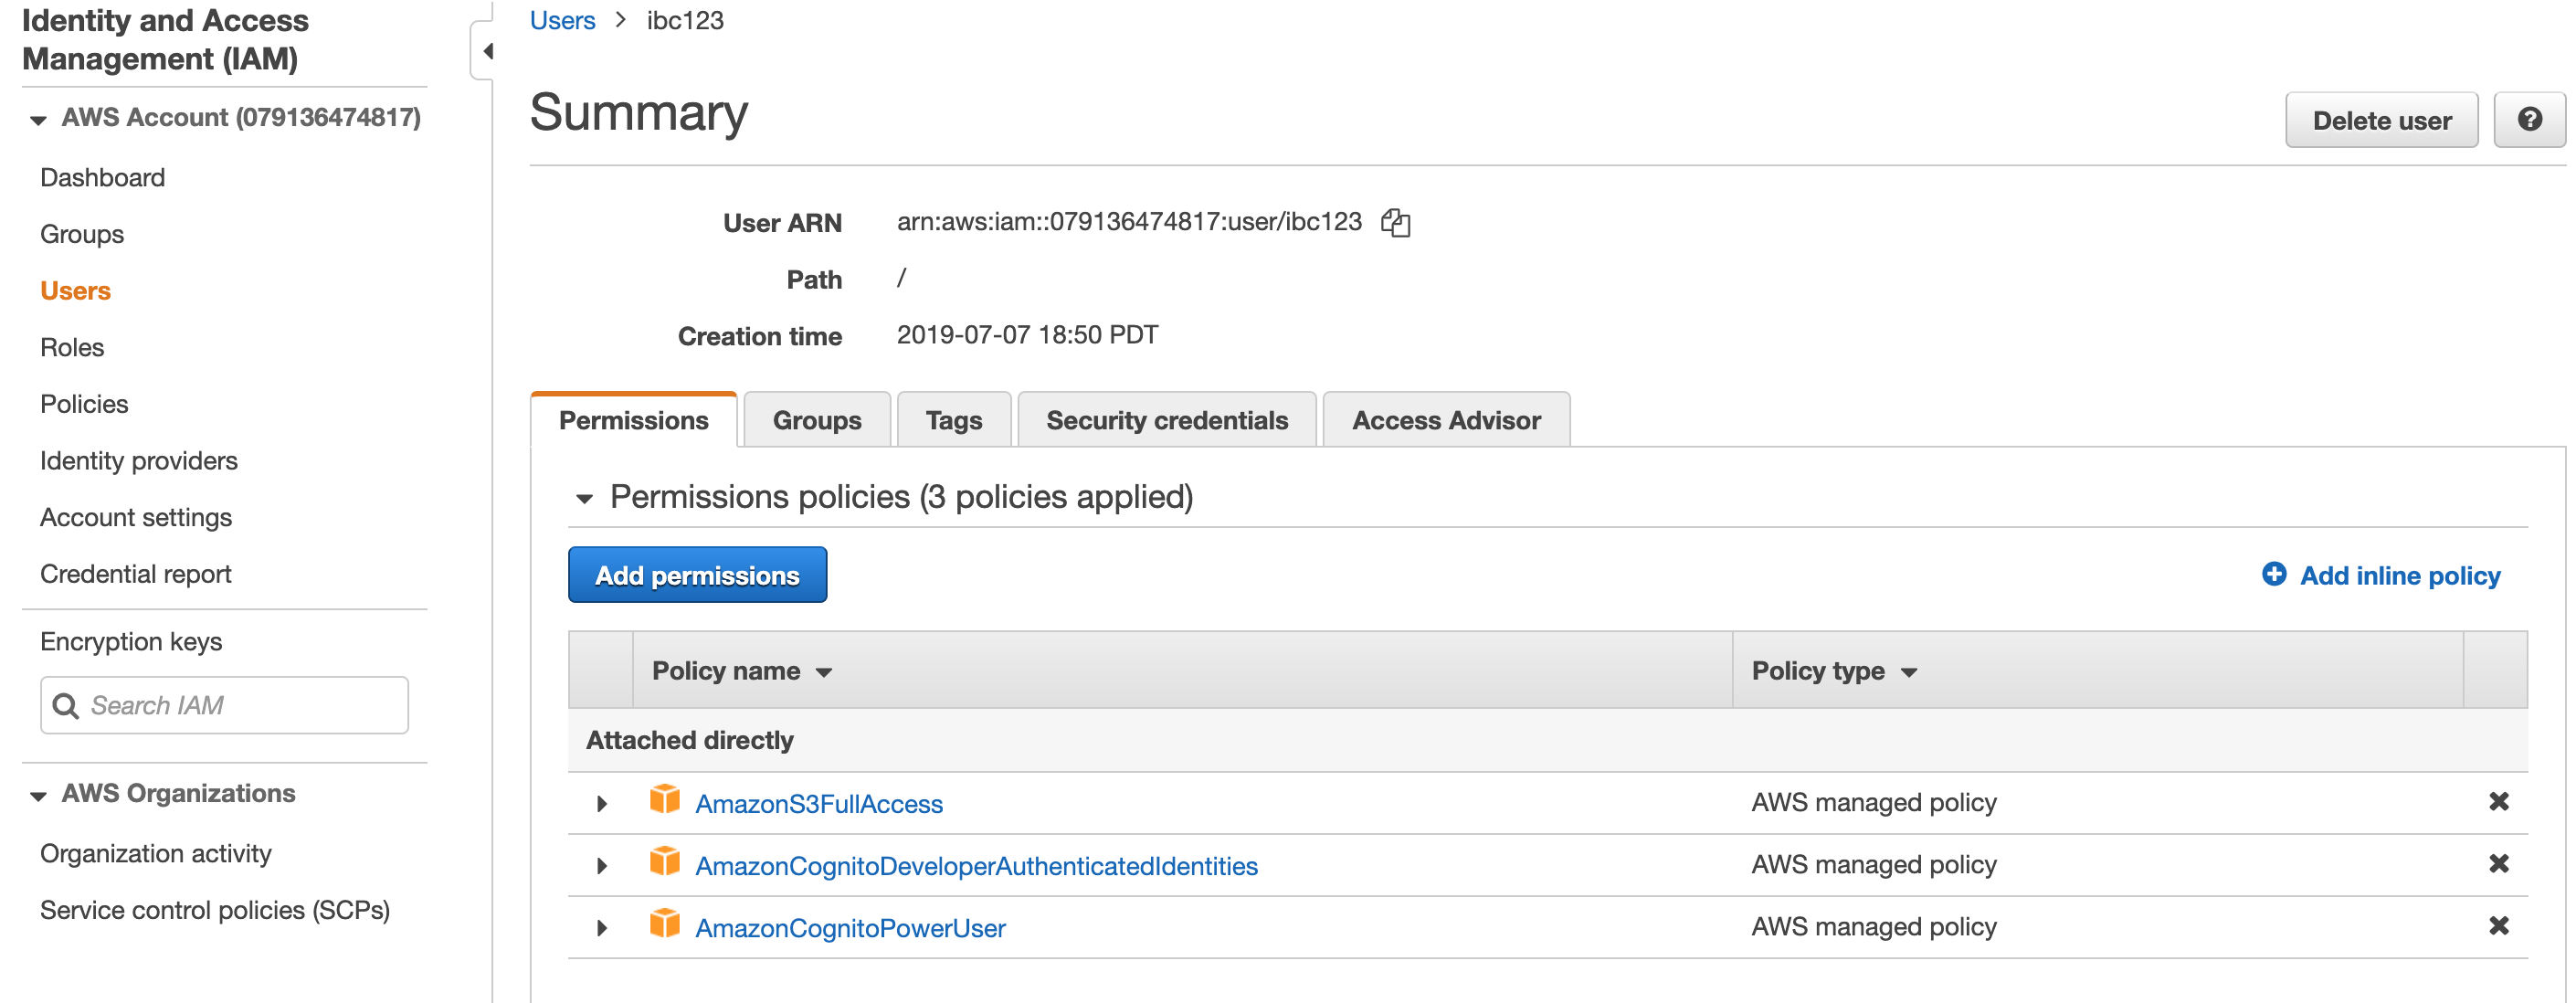 Identity and Access
Management (IAM)
AWS Account (079136474817)
Dashboard
Groups
Users
Roles
Policies
Identity providers
Account settings
Credential report
Encryption keys
Search IAM
AWS Organizations
Organization activity
Service control policies (SCPs)
Users > ibc123
Summary
Delete user
User ARN arn:aws:iam::079136474817:user/ibc123
Path /
Creation time 2019-07-07 18:50 PDT
Permissions Groups Tags Security credentials Access Advisor
Permissions policies (3 policies applied)
Add permissions Add inline policy
Policy name Policy type
Attached directly
AmazonS3FullAccess AWS managed policy
AmazonCognitoDeveloperAuthenticatedIdentities AWS managed policy
AmazonCognitoPowerUser AWS managed policy